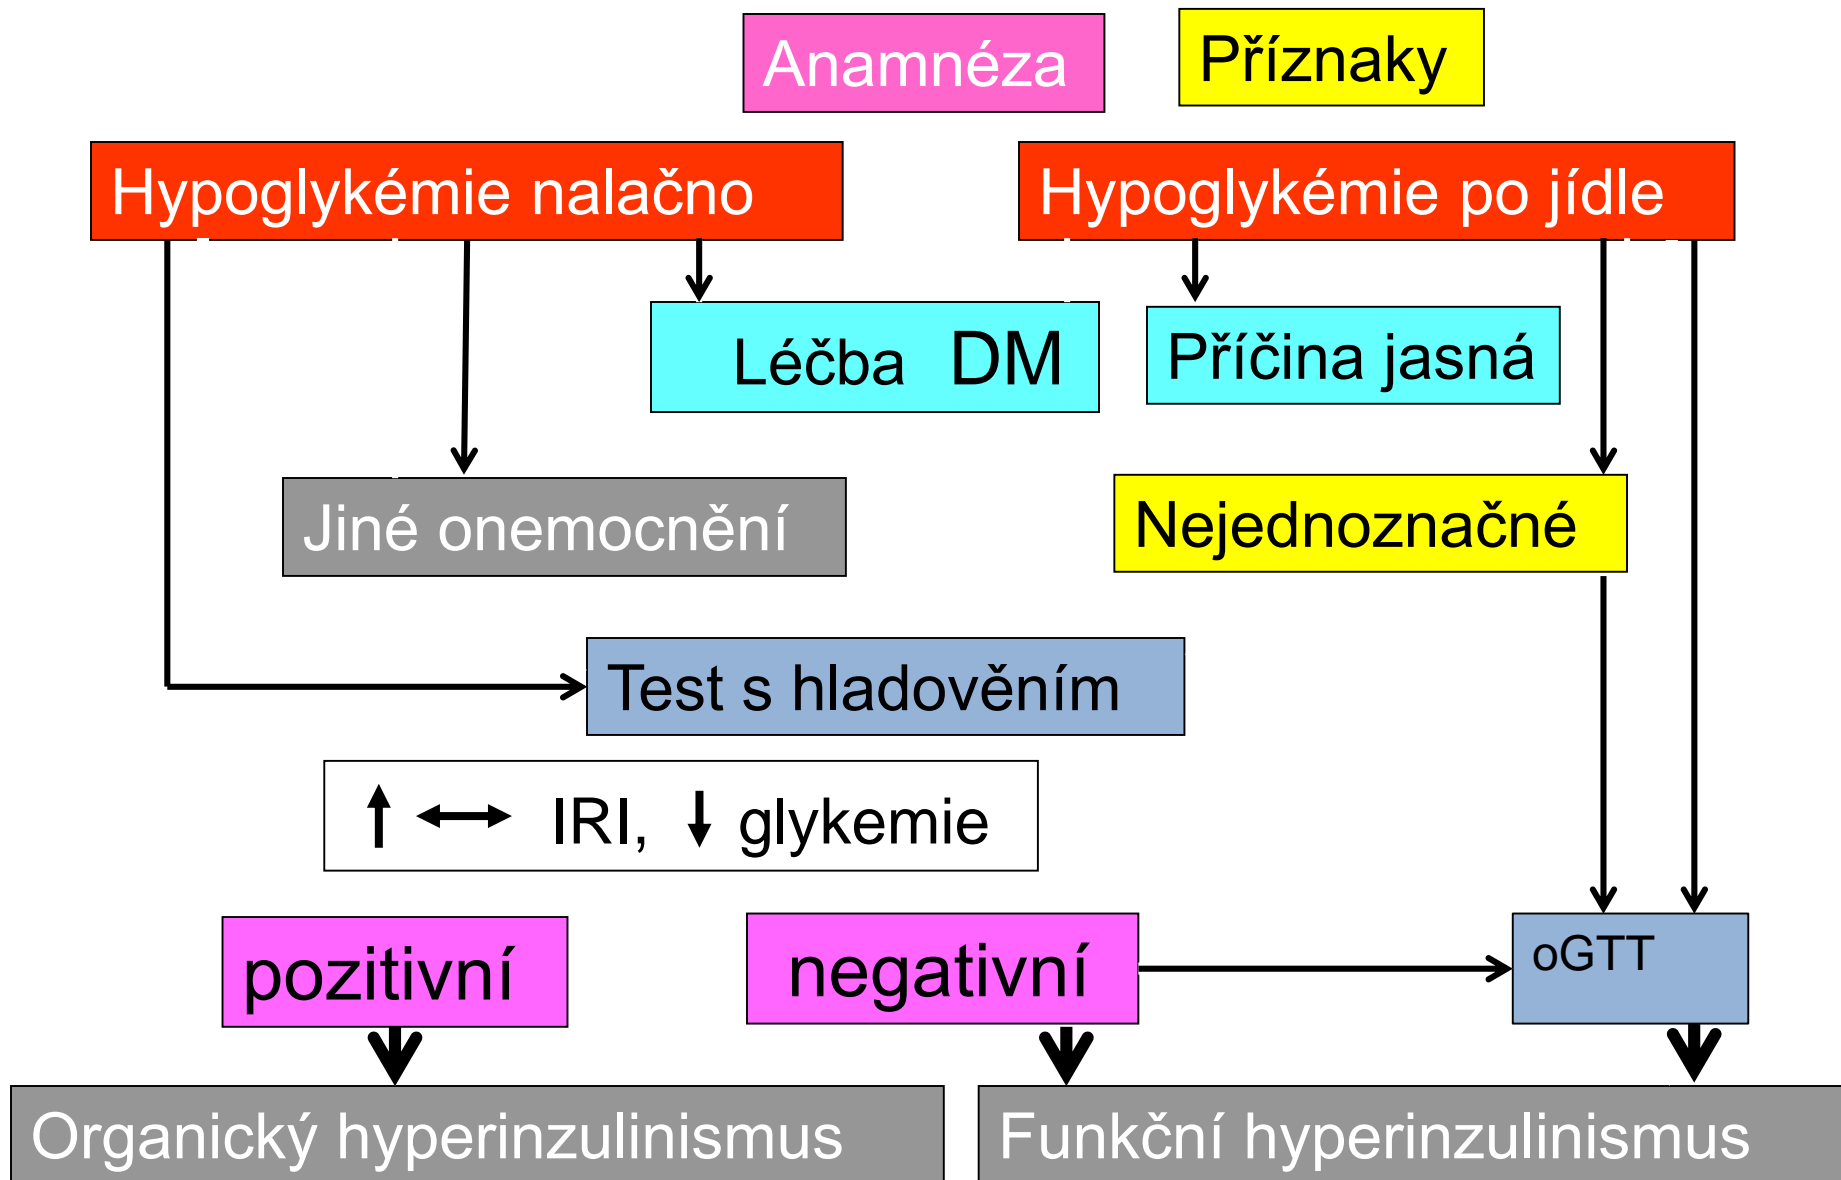 Anamnéza
Příznaky
Hypoglykémie nalačno
Hypoglykémie po jídle
Léčba DM
Příčina jasná
Jiné onemocnění
Nejednoznačné
Test s hladověním
↑ ↔ IRI, ↓ glykemie
pozitivní
negativní
oGTT
Organický hyperinzulinismus
Funkční hyperinzulinismus